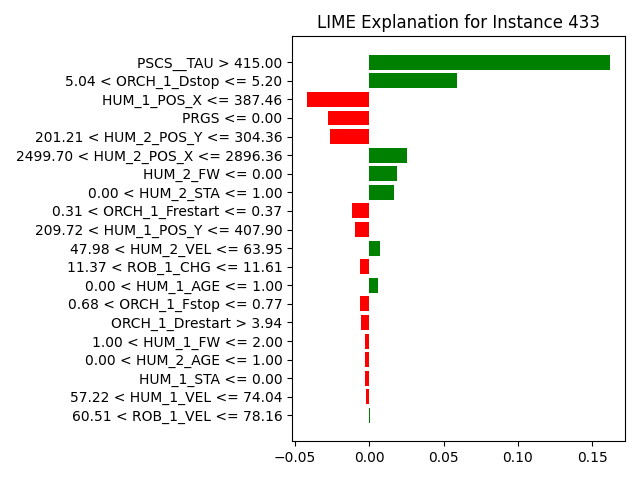 LIME Explanation for Instance 433
PSCS__TAU > 415.00
5.04 < ORCH_1_Dstop <= 5.20
HUM_1_POS_X <= 387.46
PRGS <= 0.00
201.21 < HUM_2_POS_Y <= 304.36
2499.70 < HUM_2_POS_X <= 2896.36
HUM_2_FW <= 0.00
0.00 < HUM_2_STA <= 1.00
0.31 < ORCH_1_Frestart <= 0.37
209.72 < HUM_1_POS_Y <= 407.90
47.98 < HUM_2_VEL <= 63.95
11.37 < ROB_1_CHG <= 11.61
0.00 < HUM_1_AGE <= 1.00
0.68 < ORCH_1_Fstop <= 0.77
ORCH_1_Drestart > 3.94
1.00 < HUM_1_FW <= 2.00
0.00 < HUM_2_AGE <= 1.00
HUM_1_STA <= 0.00
57.22 < HUM_1_VEL <= 74.04
60.51 < ROB_1_VEL <= 78.16
−0.05 0.00 0.05 0.10 0.15